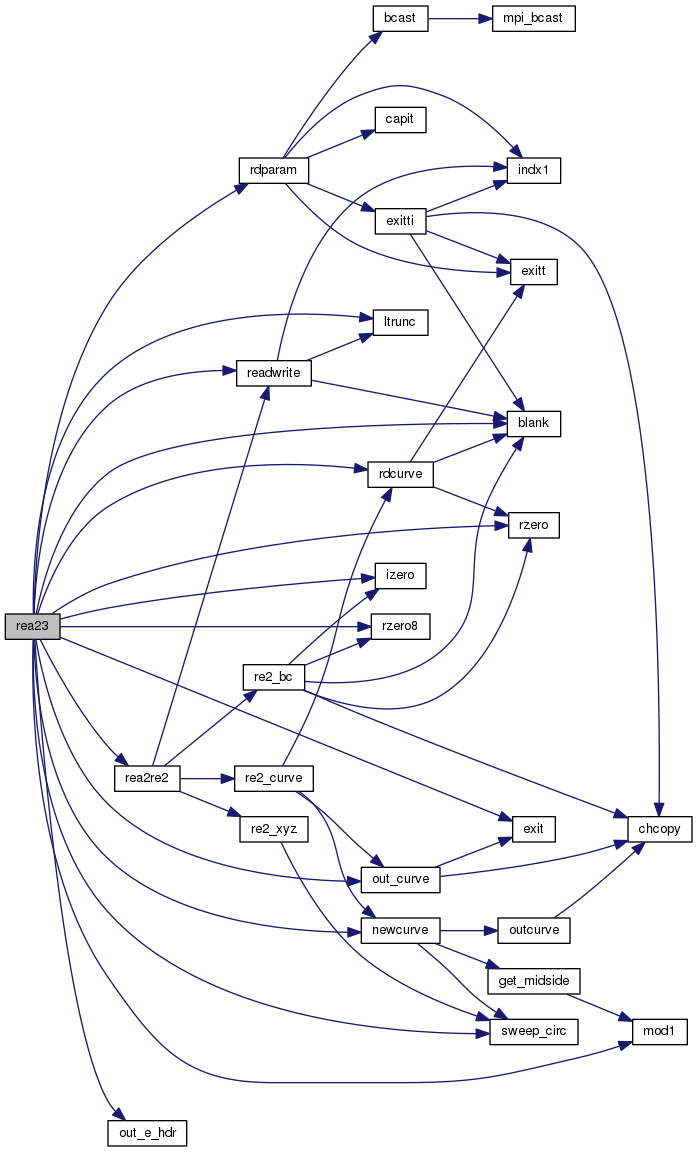 bcast
mpi_bcast
capit
rdparam
indx1
exitti
exitt
ltrunc
readwrite
blank
rdcurve
rzero
izero
rea23
rzero8
re2_bc
rea2re2
re2_curve
re2_xyz
exit
chcopy
out_curve
newcurve
outcurve
get_midside
sweep_circ
mod1
out_e_hdr